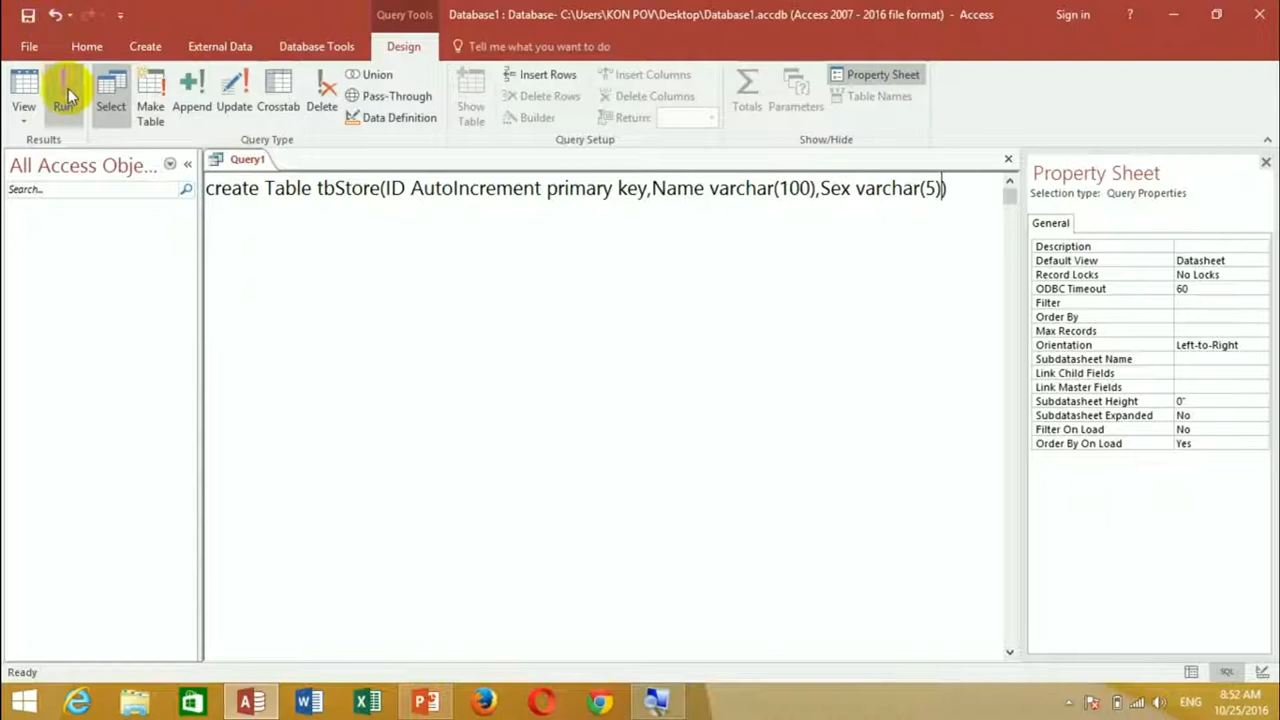 Query Tools
Database1 : Database- C:\Users\KON POV\Desktop\Database1.accdb (Access 2007 - 2016 file format) - Access
Sign in
?
File
Home
Create
External Data
Database Tools
Design
Tell me what you want to do
View
Run
Select
Make
Table
Append
Update
Crosstab
Delete
Union
Pass-Through
Data Definition
Show
Table
Insert Rows
Delete Rows
Builder
Insert Columns
Delete Columns
Return:
Totals
Parameters
Property Sheet
Table Names
Results
Query Type
Query Setup
Show/Hide
All Access Obje...
Search...
Query1
create Table tbStore(ID AutoIncrement primary key,Name varchar(100),Sex varchar(5))
Property Sheet
Selection type: Query Properties
General
Description
Default View Datasheet
Record Locks No Locks
ODBC Timeout 60
Filter
Order By
Max Records
Orientation Left-to-Right
Subdatasheet Name
Link Child Fields
Link Master Fields
Subdatasheet Height 0"
Subdatasheet Expanded No
Filter On Load No
Order By On Load Yes
Ready
SQL
ENG
8:52 AM
10/25/2016